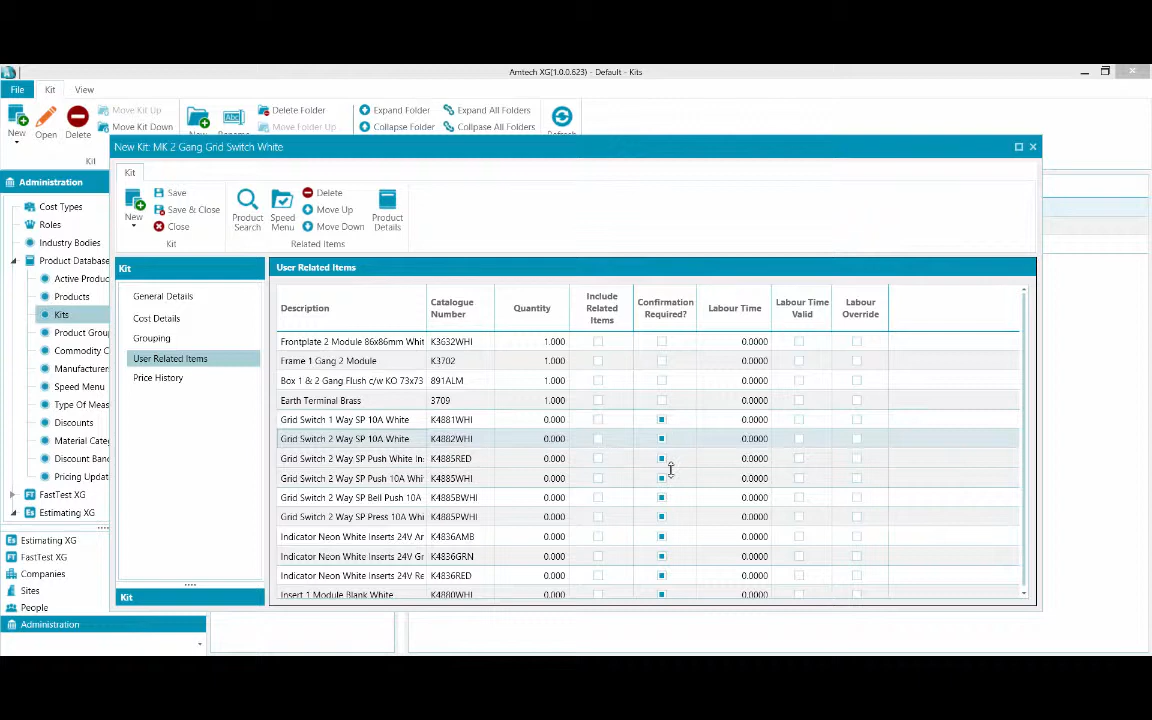 Amtech XG[1.0.0.623) - Default - Kits
File Kit View
New Open Delete Move Kit Up Move Kit Down New Delete Folder Move Folder Up Expand Folder Collapse Folder Expand All Folders Collpase All Folders
Kit
New Kit: MK 2 Gang Grid Switch White
Kit
New Save Save & Close Close Product Search Speed Menu Delete Move Up Move Down Product Details
Kit Related Items
Administration
Cost Types
Roles
Industry Bodies
Product Database
Active Produc
Products
Kits
Product Grou
Commodity C
Manufacturer
Speed Menu
Type Of Meas
Discounts
Material Categ
Discount Ban
Pricing Updat
FastTest XG
Estimating XG
Estimating XG
FastTest XG
Companies
Sites
People
Administration
Kit
General Details
Cost Details
Grouping
User Related Items
Price History
Kit
User Related Items
Description Catalogue Number Quantity Include Related Items Confirmation Required? Labour Time Labour Time Valid Labour Override
Frontplate 2 Module 86x86mm Whit K3632WHI 1.000 0.0000
Frame 1 Gang 2 Module K3702 1.000 0.0000
Box 1 & 2 Gang Flush c/w KO 73x73 891ALM 1.000 0.0000
Earth Terminal Brass 3709 1.000 0.0000
Grid Switch 1 Way SP 10A White K4881WHI 0.000 0.0000
Grid Switch 2 Way SP 10A White K4882WHI 0.000 0.0000
Grid Switch 2 Way SP Push White In: K4885RED 0.000 0.0000
Grid Switch 2 Way SP Push 10A Whi K4885WHI 0.000 0.0000
Grid Switch 2 Way SP Bell Push 10A K4885BWHI 0.000 0.0000
Grid Switch 2 Way SP Press 10A Whi K4885PWHI 0.000 0.0000
Indicator Neon White Inserts 24V Ar K4836AMB 0.000 0.0000
Indicator Neon White Inserts 24V Gr K4836GRN 0.000 0.0000
Indicator Neon White Inserts 24V Re K4836RED 0.000 0.0000
Insert 1 Module Blank White K4880WHI 0.000 0.0000